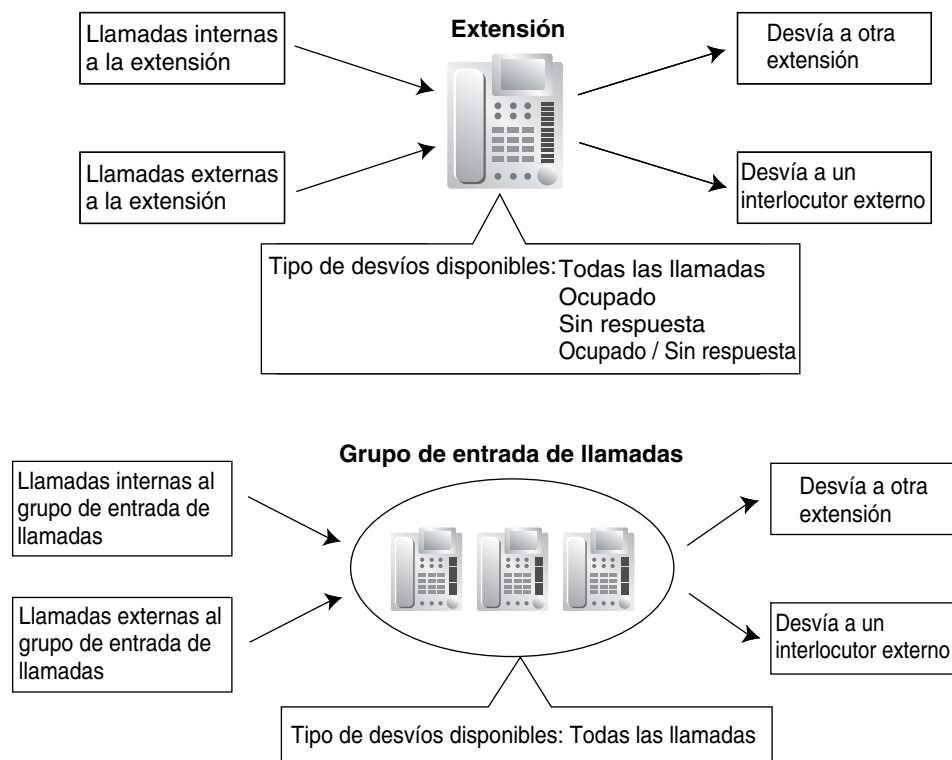 Extensión
Llamadas internas
a la extensión
Llamadas externas
a la extensión
Desvía a otra
extensión
Desvía a un
interlocutor externo
Tipo de desvíos disponibles: Todas las llamadas
Ocupado
Sin respuesta
Ocupado / Sin respuesta
Grupo de entrada de llamadas
Llamadas internas al
grupo de entrada de
llamadas
Llamadas externas al
grupo de entrada de
llamadas
Desvía a otra
extensión
Desvía a un
interlocutor externo
Tipo de desvíos disponibles: Todas las llamadas